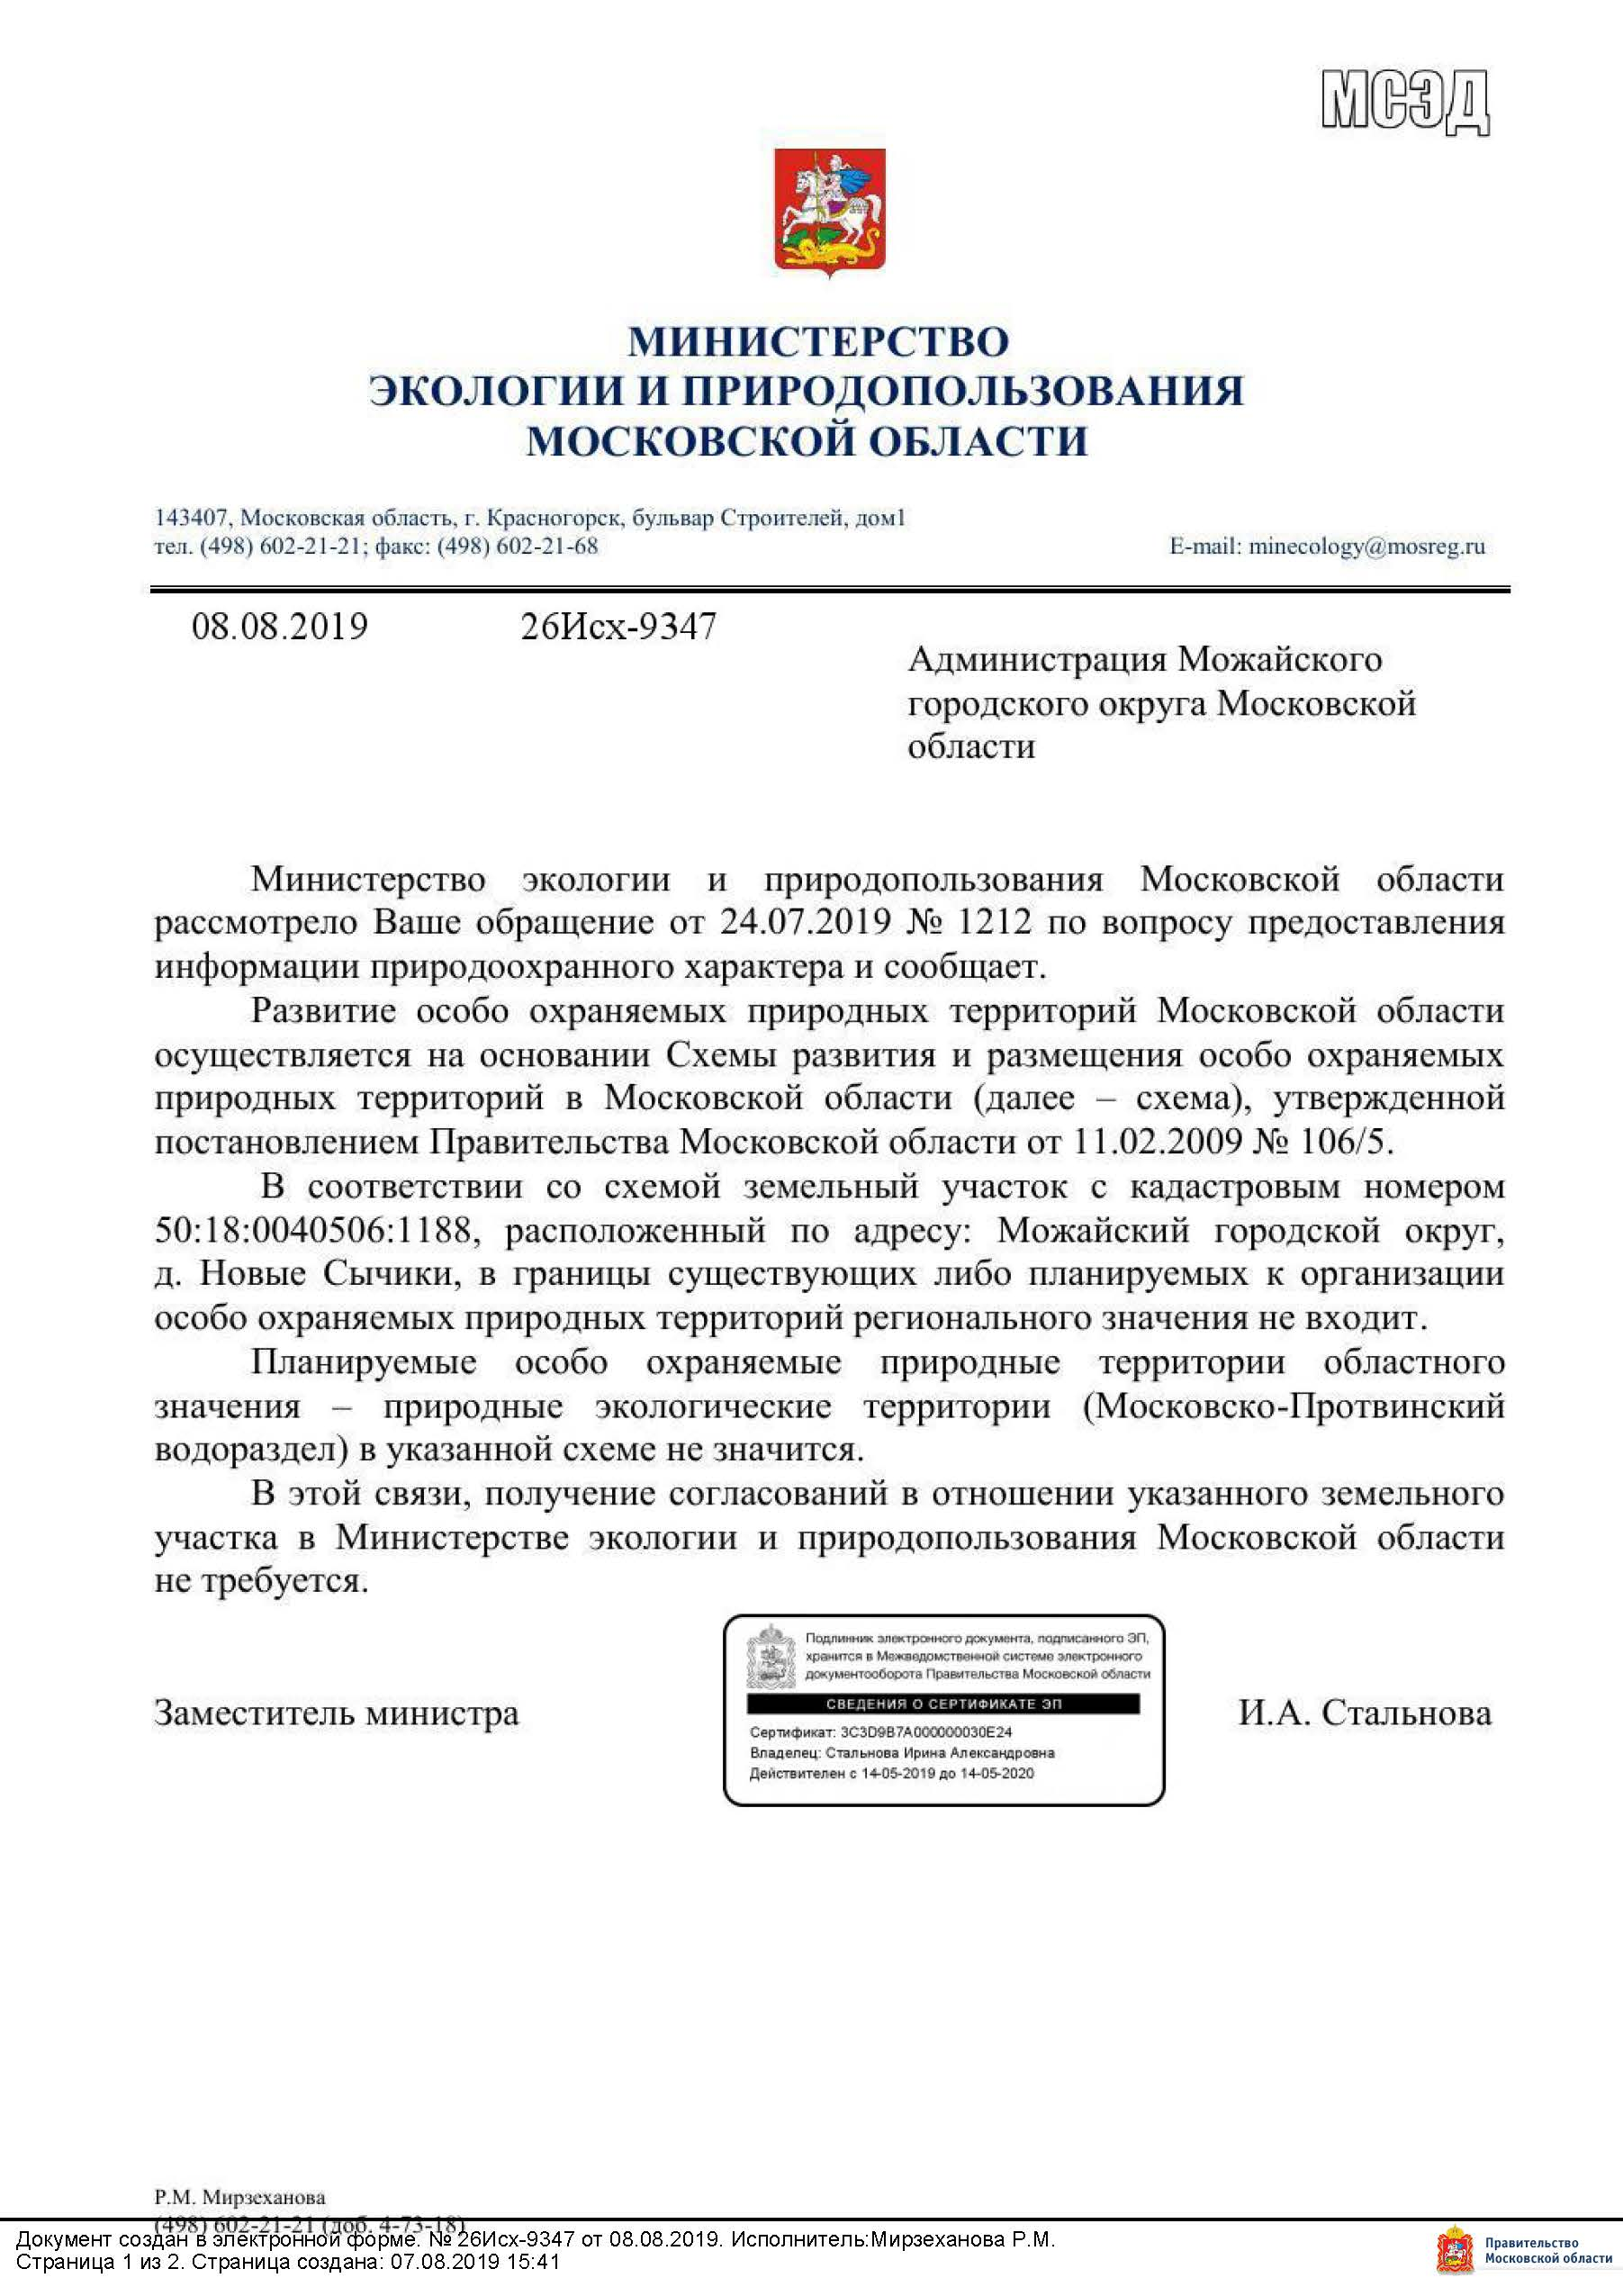 МСЭД
МИНИСТЕРСТВО
ЭКОЛОГИИ И ПРИРОДОПОЛЬЗОВАНИЯ
МОСКОВСКОЙ ОБЛАСТИ
143407, Московская область, г. Красногорск, бульвар Строителей, дом1
тел. (498) 602-21-21; факс: (498) 602-21-68
E-mail: minecology@mosreg.ru
08.08.2019 26Исх-9347
Администрация Можайского
городского округа Московской
области
Министерство экологии и природопользования Московской области
рассмотрело Ваше обращение от 24.07.2019 № 1212 по вопросу предоставления
информации природоохранного характера и сообщает.
Развитие особо охраняемых природных территорий Московской области
осуществляется на основании Схемы развития и размещения особо охраняемых
природных территорий в Московской области (далее – схема), утвержденной
постановлением Правительства Московской области от 11.02.2009 № 106/5.
В соответствии со схемой земельный участок с кадастровым номером
50:18:0040506:1188, расположенный по адресу: Можайский городской округ,
д. Новые Сычики, в границы существующих либо планируемых к организации
особо охраняемых природных территорий регионального значения не входит.
Планируемые особо охраняемые природные территории областного
значения – природные экологические территории (Московско-Протвинский
водораздел) в указанной схеме не значится.
В этой связи, получение согласований в отношении указанного земельного
участка в Министерстве экологии и природопользования Московской области
не требуется.
Подлинник электронного документа, подписанного ЭП,
хранится в Межведомственной системе электронного
документооборота Правительства Московской области
СВЕДЕНИЯ О СЕРТИФИКАТЕ ЭП
Сертификат: 3C3D9B7A000000030E24
Владелец: Стальнова Ирина Александровна
Действителен с 14-05-2019 до 14-05-2020
Заместитель министра
И.А. Стальнова
Р.М. Мирзеханова
(498) 602-21-21 (доб. 4-73-18)
Документ создан в электронной форме. № 26Исх-9347 от 08.08.2019. Исполнитель:Мирзеханова Р.М.
Страница 1 из 2. Страница создана: 07.08.2019 15:41
Правительство
Московской области